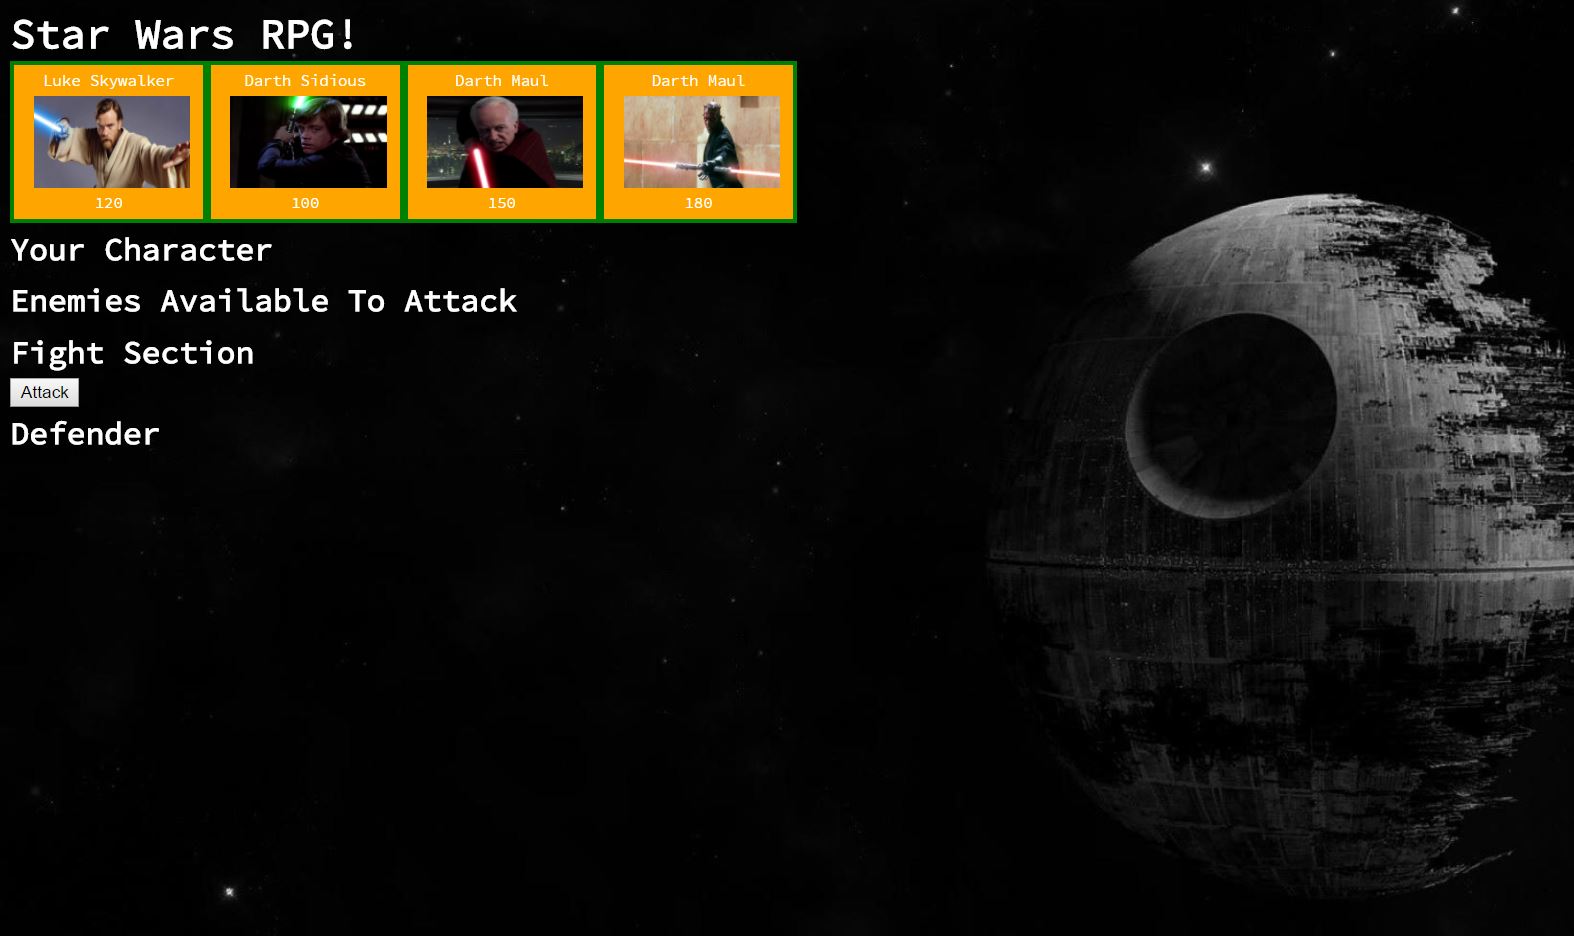 Star Wars RPG!
Luke Skywalker Darth Sidious Darth Maul Darth Maul
120 100 150 180
Your Character
Enemies Available To Attack
Fight Section
Attack
Defender